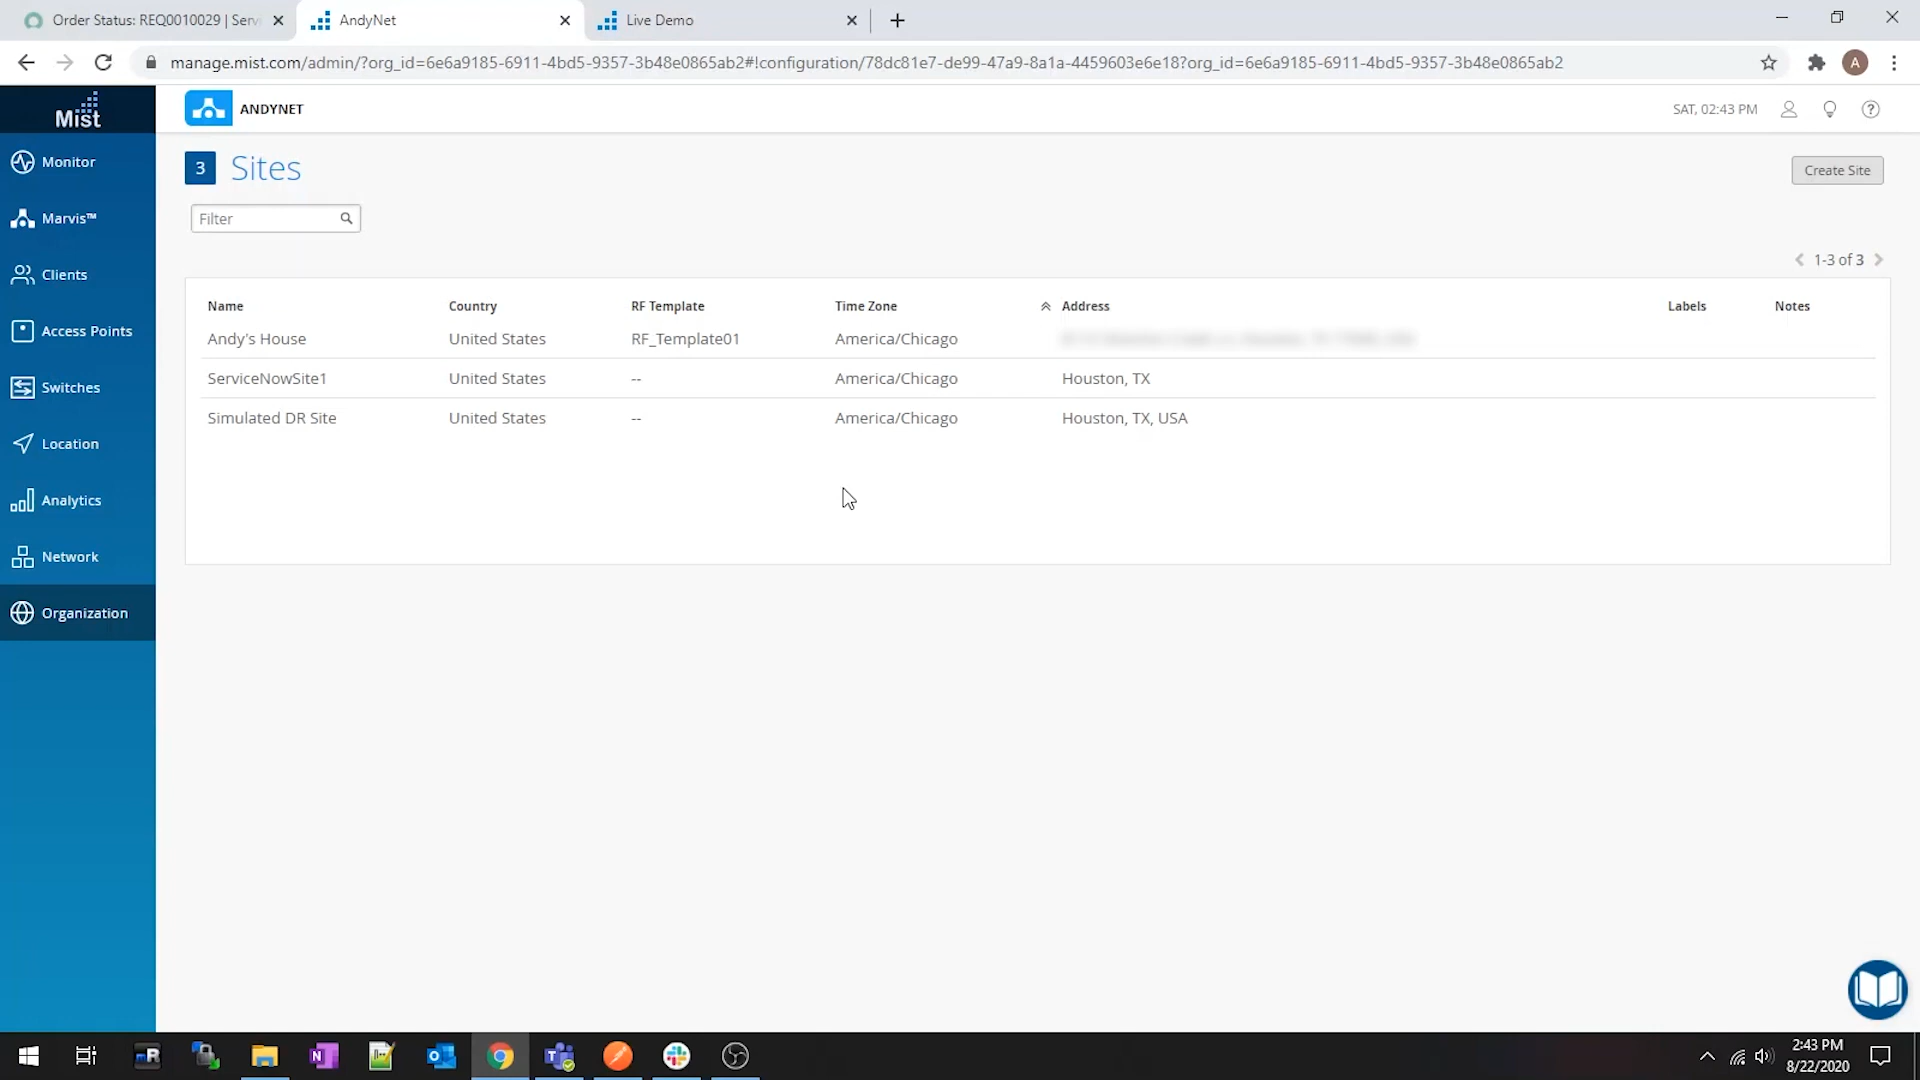 Order Status: REQ0010029 | Serv
AndyNet
Live Demo
manage.mist.com/admin/?org_id=6e6a9185-6911-4bd5-9357-3b48e0865ab2#!configuration/78dc81e7-de99-47a9-8a1a-4459603e6e18?org_id=6e6a9185-6911-4bd5-9357-3b48e0865ab2
A
Mist
ANDYNET
SAT, 02:43 PM
Monitor
Marvis™
Clients
Access Points
Switches
Location
Analytics
Network
Organization
3 Sites
Create Site
Filter
1-3 of 3
Name Country RF Template Time Zone Address Labels Notes
Andy's House United States RF_Template01 America/Chicago
ServiceNowSite1 United States -- America/Chicago Houston, TX
Simulated DR Site United States -- America/Chicago Houston, TX, USA
2:43 PM
8/22/2020